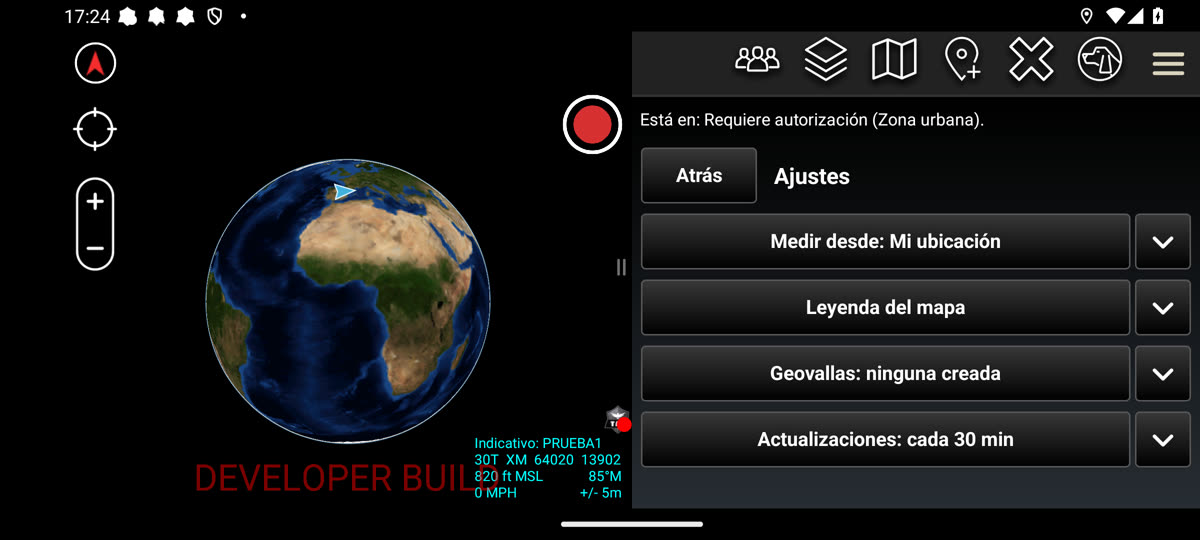 17:24
Está en: Requiere autorización (Zona urbana).
Atrás
Ajustes
Medir desde: Mi ubicación
Leyenda del mapa
Geovallas: ninguna creada
Actualizaciones: cada 30 min
Indicativo: PRUEBA1
30T XM 64020 13902
820 ft MSL 85°M
0 MPH +/- 5m
DEVELOPER BUILD